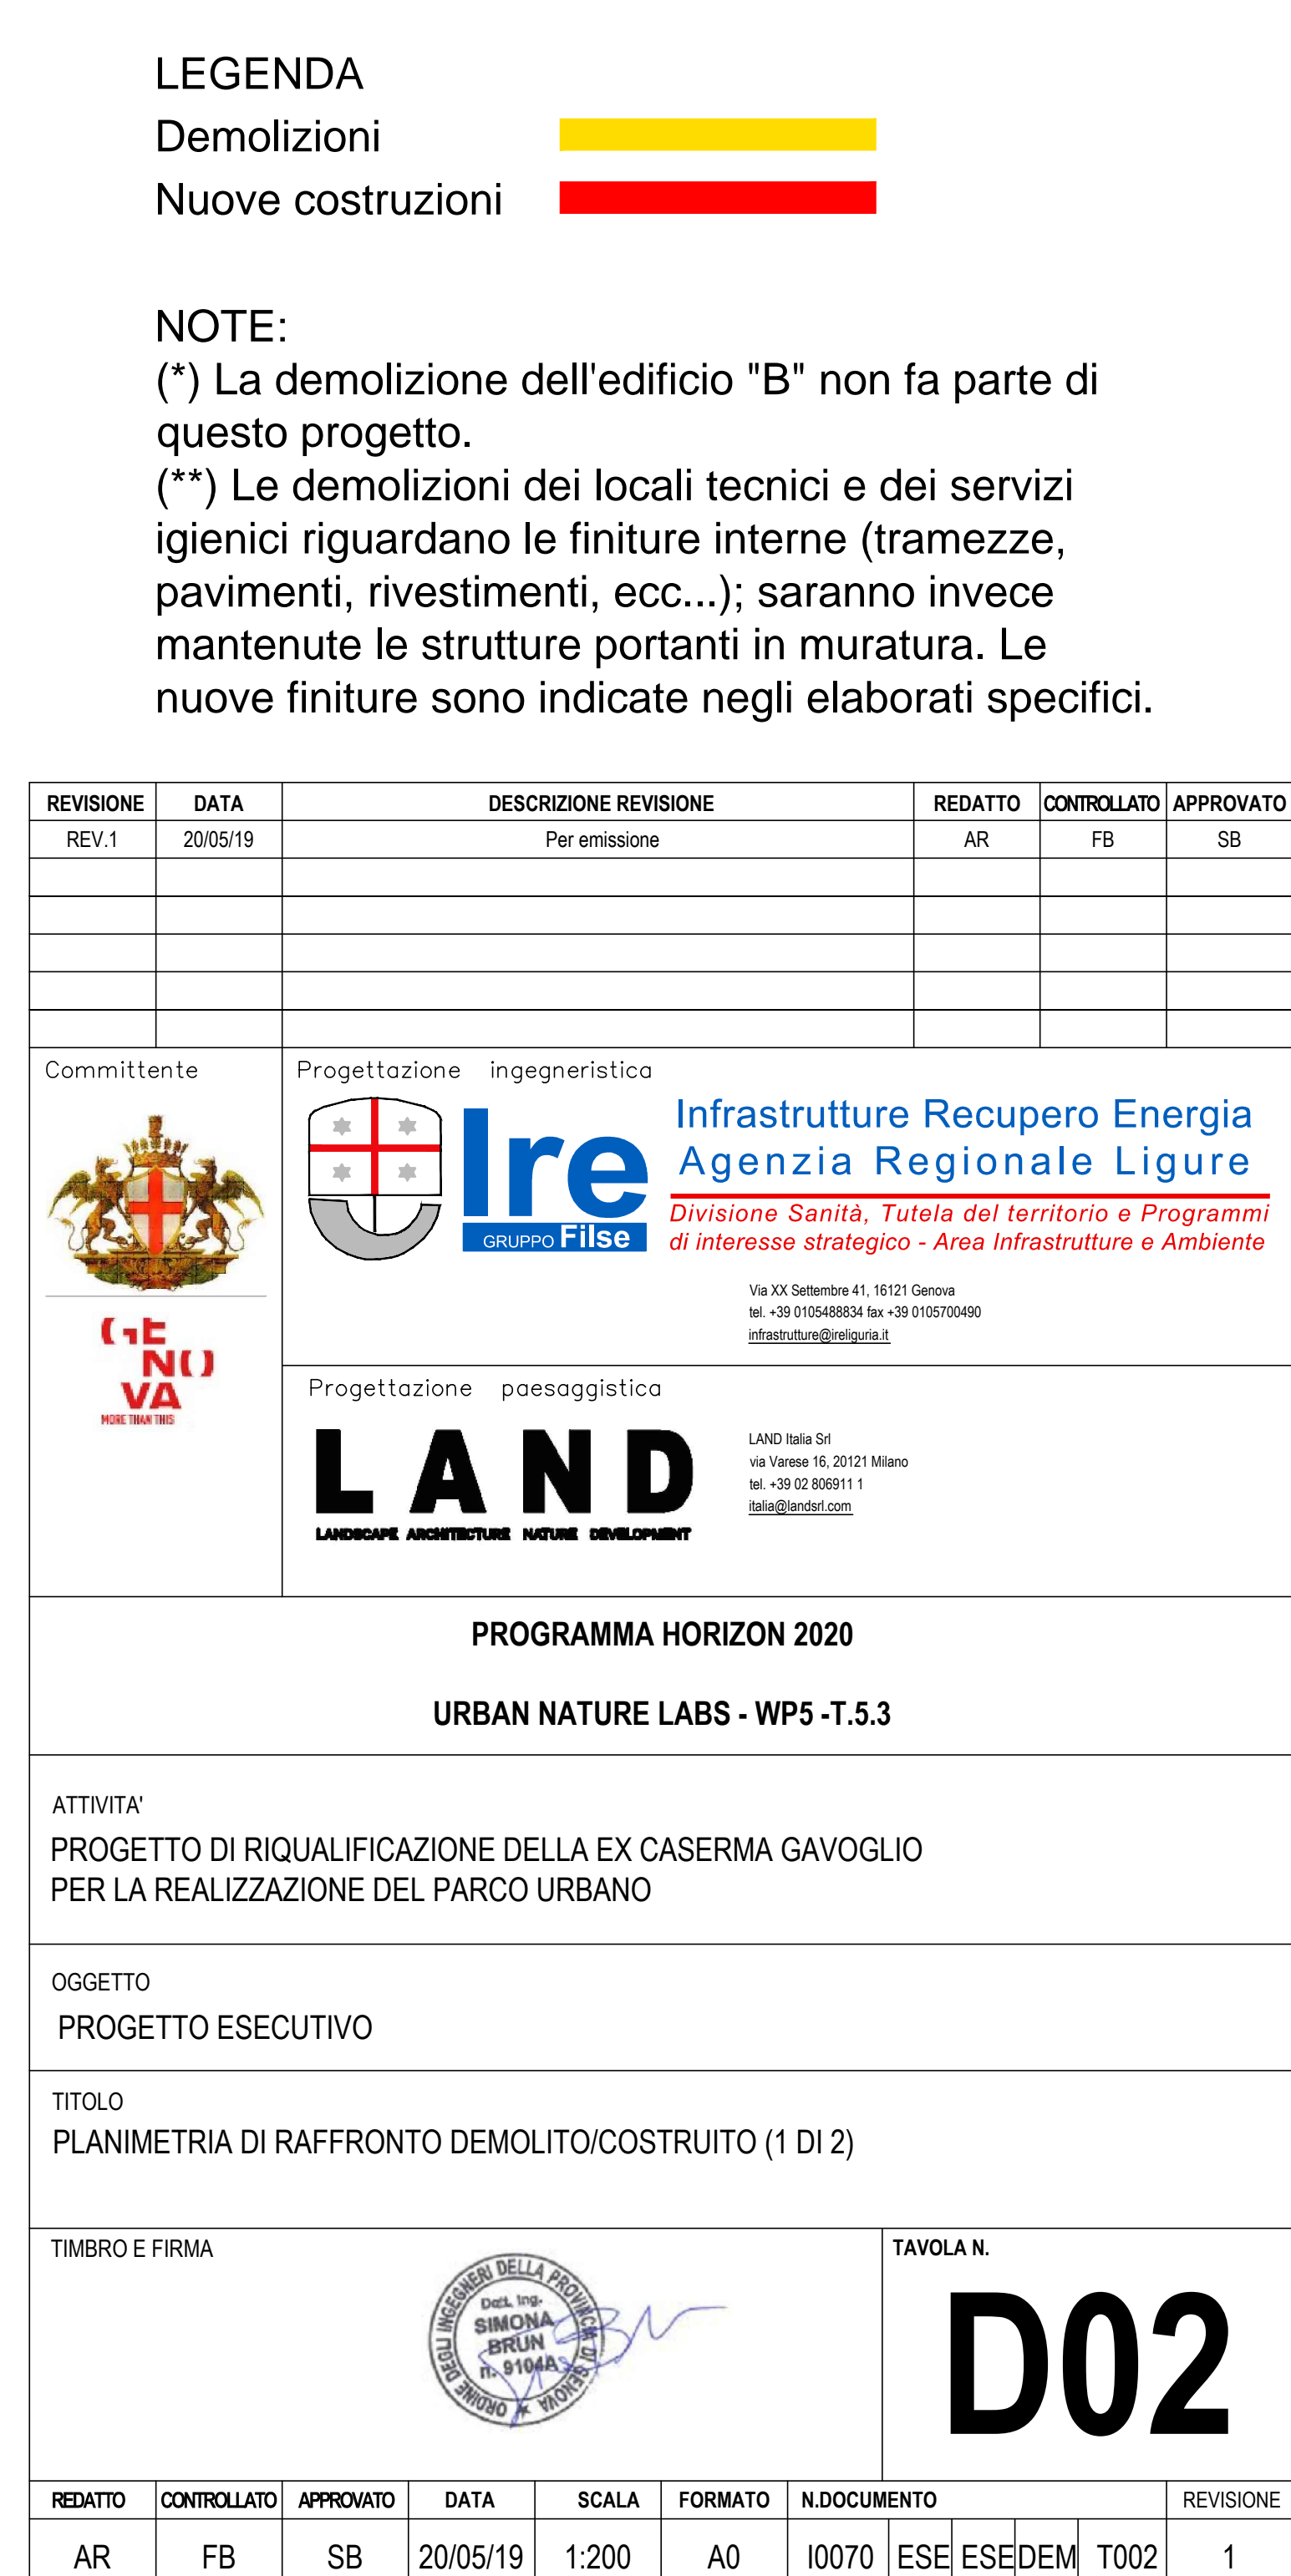 LEGENDA
Demolizioni
Nuove costruzioni
NOTE:
(*) La demolizione dell'edificio "B" non fa parte di
questo progetto.
(**) Le demolizioni dei locali tecnici e dei servizi
igienici riguardano le finiture interne (tramezze,
pavimenti, rivestimenti, ecc...); saranno invece
mantenute le strutture portanti in muratura. Le
nuove finiture sono indicate negli elaborati specifici.
REVISIONE DATA DESCRIZIONE REVISIONE REDATTO CONTROLLATO APPROVATO
REV.1 20/05/19 Per emissione AR FB SB
Committente
GE
NO
VA
MORE THAN THIS
Progettazione ingegneristica
Ire
GRUPPO Filse
Infrastrutture Recupero Energia
Agenzia Regionale Ligure
Divisione Sanità, Tutela del territorio e Programmi
di interesse strategico - Area Infrastrutture e Ambiente
Via XX Settembre 41, 16121 Genova
tel. +39 0105488834 fax +39 0105700490
infrastrutture@ireliguria.it
Progettazione paesaggistica
LAND
LANDSCAPE ARCHITECTURE NATURE DEVELOPMENT
LAND Italia Srl
via Varese 16, 20121 Milano
tel. +39 02 806911 1
italia@landsrl.com
PROGRAMMA HORIZON 2020
URBAN NATURE LABS - WP5 -T.5.3
ATTIVITA'
PROGETTO DI RIQUALIFICAZIONE DELLA EX CASERMA GAVOGLIO
PER LA REALIZZAZIONE DEL PARCO URBANO
OGGETTO
PROGETTO ESECUTIVO
TITOLO
PLANIMETRIA DI RAFFRONTO DEMOLITO/COSTRUITO (1 DI 2)
TIMBRO E FIRMA
ORDINE DEGLI INGEGNERI DELLA PROVINCIA DI GENOVA
Dott. Ing.
SIMONA
BRUN
n. 9104A
TAVOLA N.
D02
REDATTO CONTROLLATO APPROVATO DATA SCALA FORMATO N.DOCUMENTO REVISIONE
AR FB SB 20/05/19 1:200 A0 I0070 ESE ESE DEM T002 1